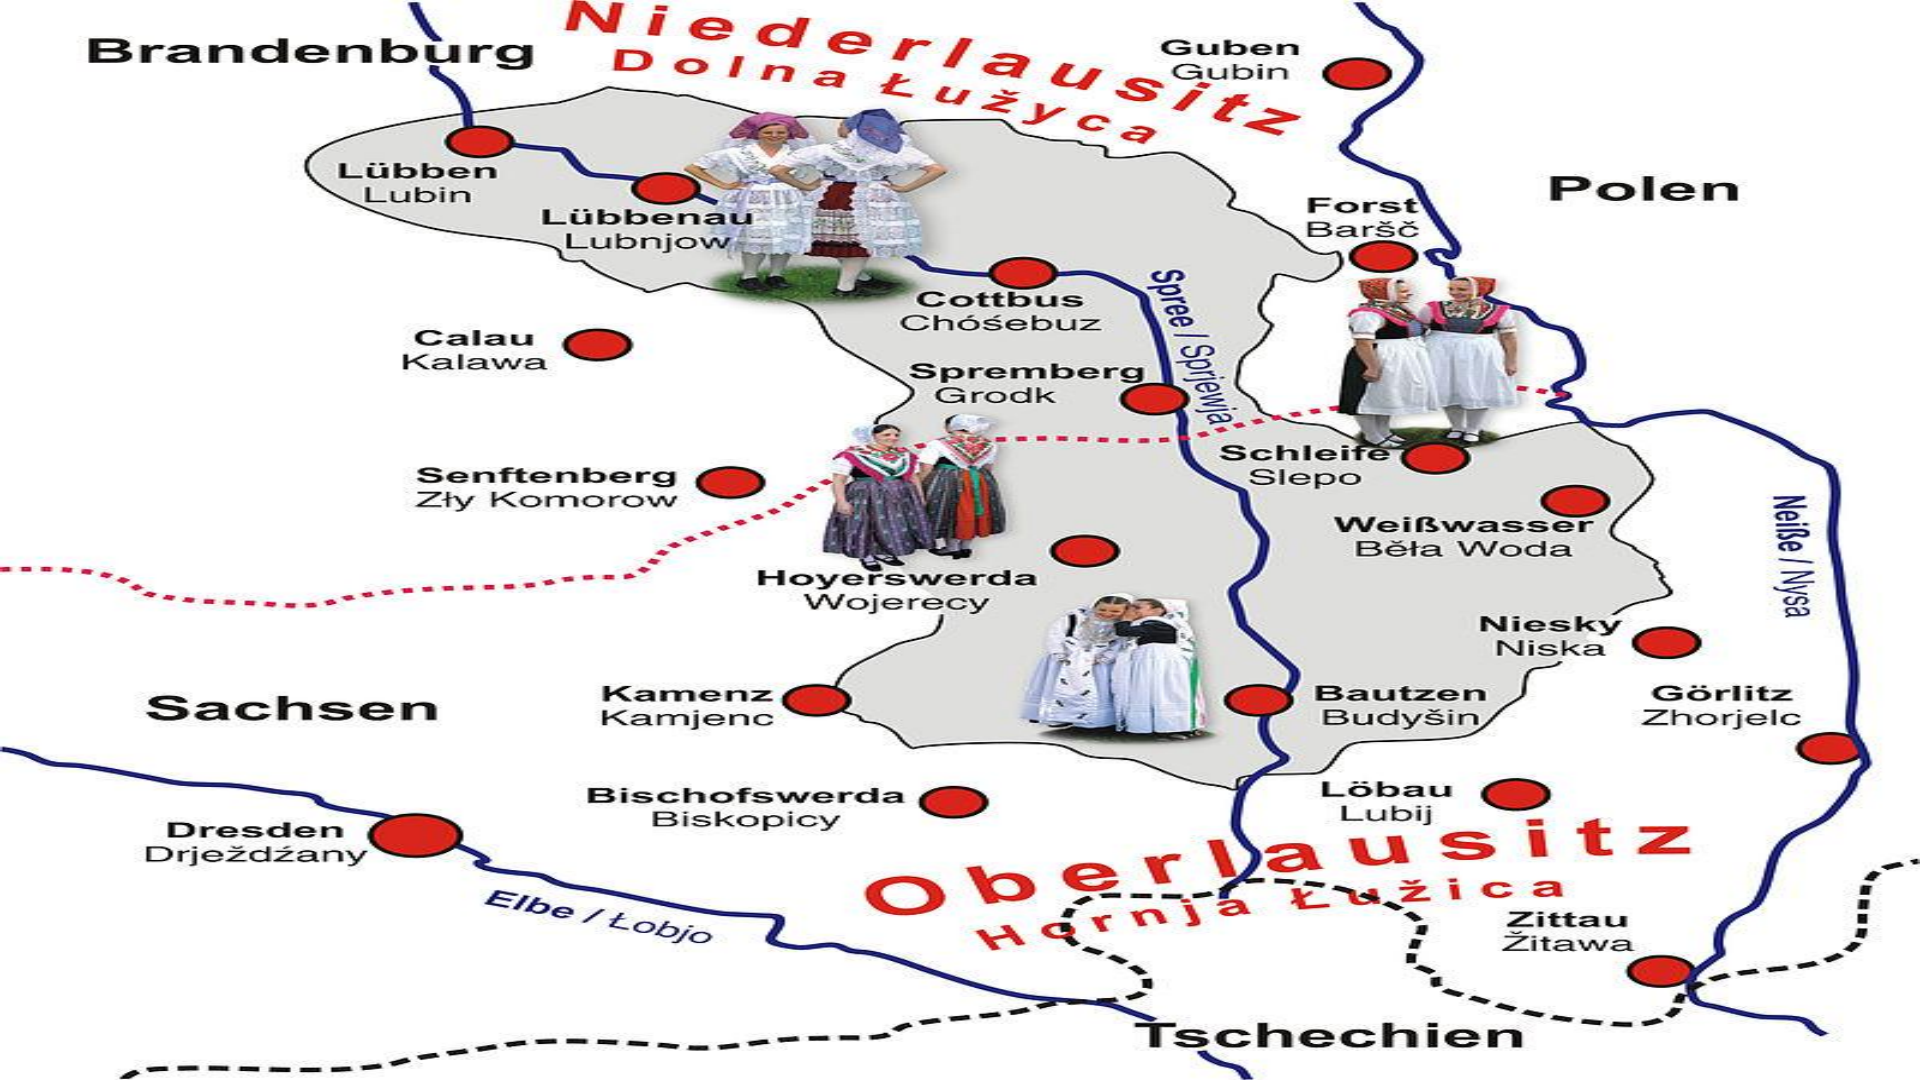 Niederlausitz
Dolna Łužyca
Brandenburg
Guben
Gubin
Lübben
Lubin
Lübbenau
Lubnjow
Forst
Baršč
Polen
Cottbus
Chóśebuz
Spree / Sprjewja
Calau
Kalawa
Spremberg
Grodk
Schleife
Slepo
Senftenberg
Zły Komorow
Weißwasser
Běła Woda
Neiße / Nysa
Hoyerswerda
Wojerecy
Niesky
Niska
Sachsen
Kamenz
Kamjenc
Bautzen
Budyšin
Görlitz
Zhorjelc
Bischofswerda
Biskopicy
Löbau
Lubij
Dresden
Drježdźany
Elbe / Łobjo
Oberlausitz
Hornja Łužica
Zittau
Žitawa
Tschechien